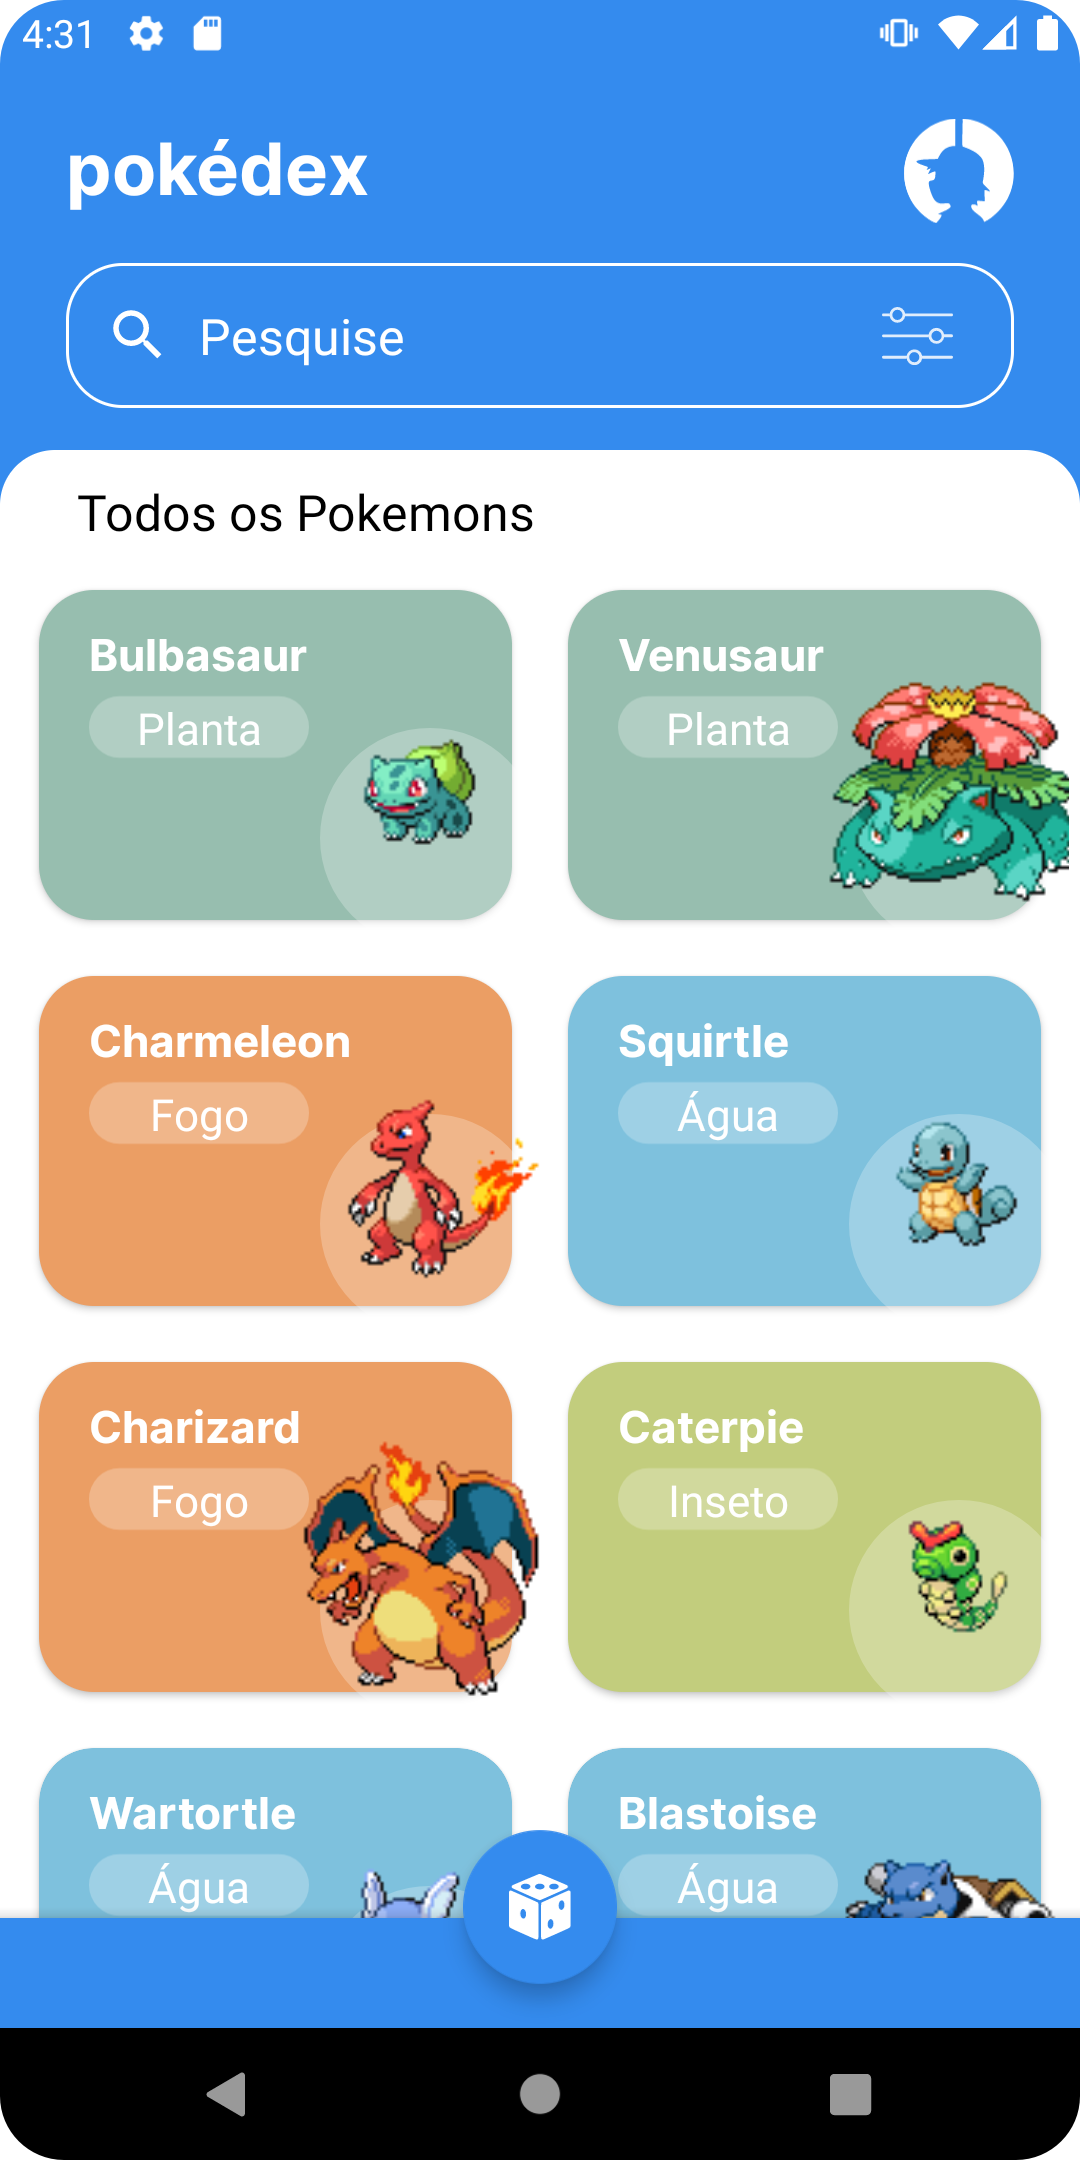 4:31
pokédex
Pesquise
Todos os Pokemons
Bulbasaur
Planta
Venusaur
Planta
Charmeleon
Fogo
Squirtle
Água
Charizard
Fogo
Caterpie
Inseto
Wartortle
Água
Blastoise
Água